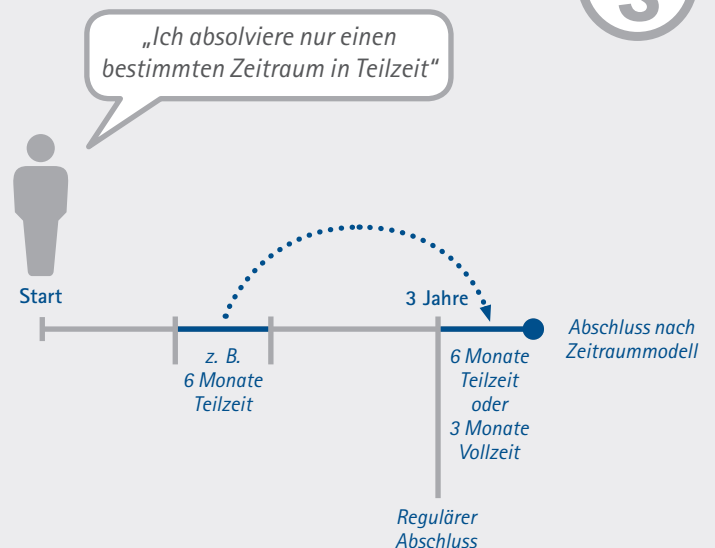 3
„Ich absolviere nur einen
bestimmten Zeitraum in Teilzeit“
Start
3 Jahre
z. B.
6 Monate
Teilzeit
6 Monate
Teilzeit
oder
3 Monate
Vollzeit
Abschluss nach
Zeitraummodell
Regulärer
Abschluss